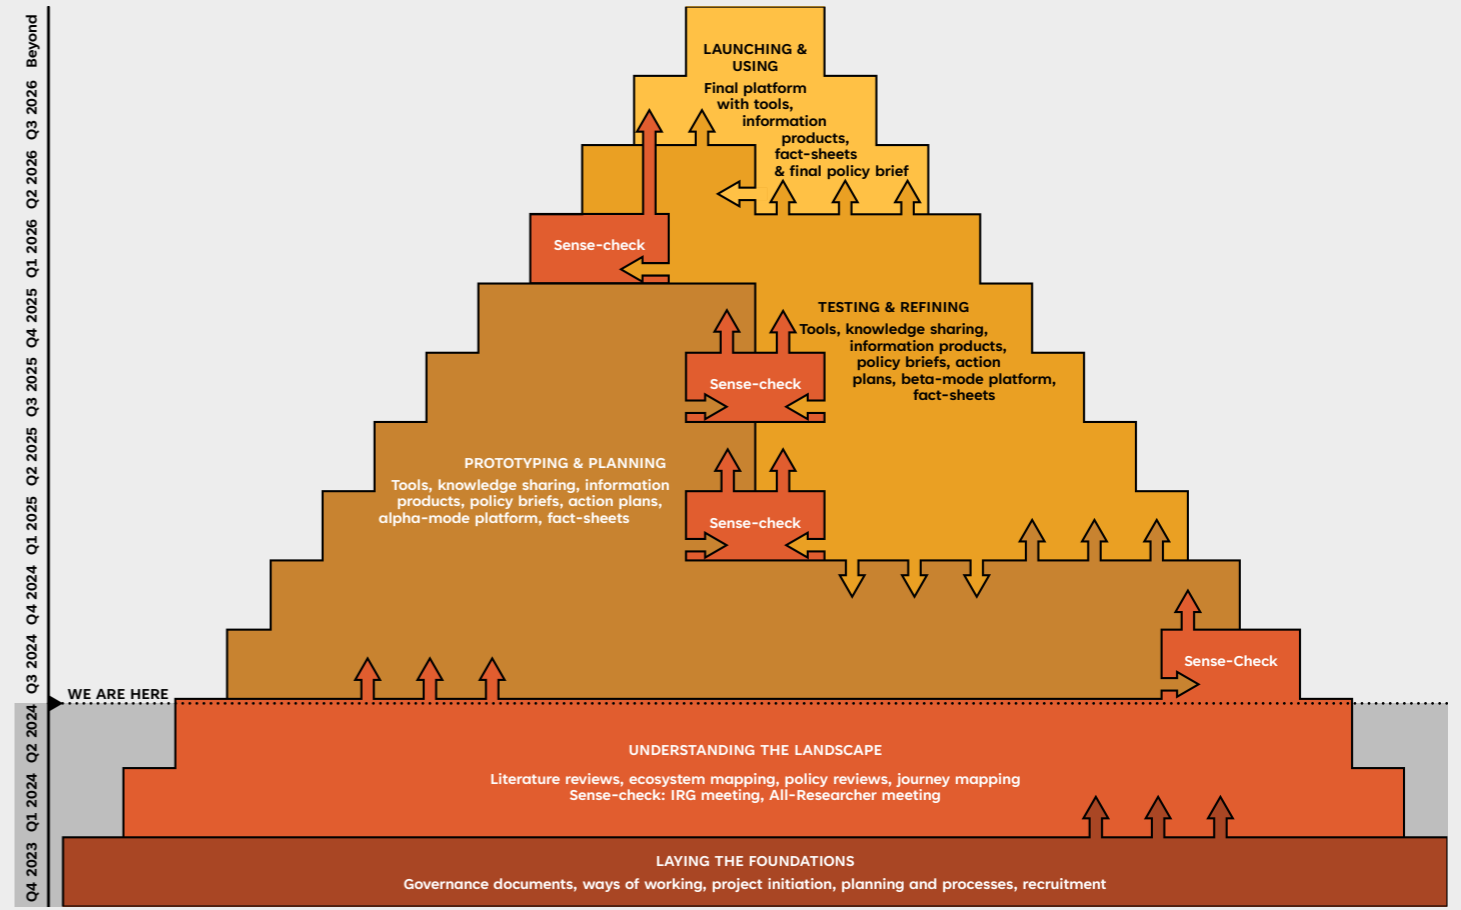 Beyond
Q3 2026
Q2 2026
Q1 2026
Q4 2025
Q3 2025
Q2 2025
Q1 2025
Q4 2024
Q3 2024
Q2 2024
Q1 2024
Q4 2023
WE ARE HERE
LAUNCHING &
USING
Final platform
with tools,
information
products,
fact-sheets
& final policy brief
Sense-check
TESTING & REFINING
Tools, knowledge sharing,
information products,
policy briefs, action
plans, beta-mode platform,
fact-sheets
Sense-check
PROTOTYPING & PLANNING
Tools, knowledge sharing, information
products, policy briefs, action plans,
alpha-mode platform, fact-sheets
Sense-check
Sense-Check
UNDERSTANDING THE LANDSCAPE
Literature reviews, ecosystem mapping, policy reviews, journey mapping
Sense-check: IRG meeting, All-Researcher meeting
LAYING THE FOUNDATIONS
Governance documents, ways of working, project initiation, planning and processes, recruitment